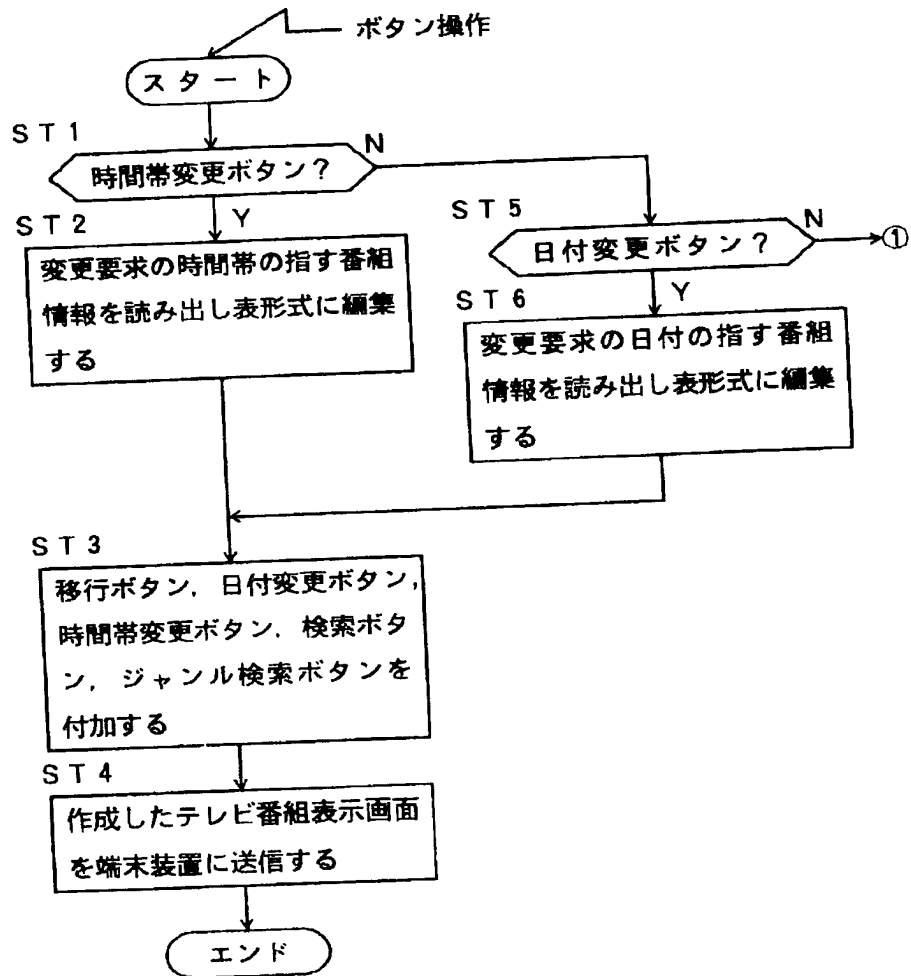 ボタン操作
スタート
ST1
時間帯変更ボタン?
N
Y
ST2
変更要求の時間帯の指す番組
情報を読み出し表形式に編集
する
ST5
日付変更ボタン?
N
①
Y
ST6
変更要求の日付の指す番組
情報を読み出し表形式に編集
する
ST3
移行ボタン，日付変更ボタン，
時間帯変更ボタン，検索ボタ
ン，ジャンル検索ボタンを
付加する
ST4
作成したテレビ番組表示画面
を端末装置に送信する
エンド